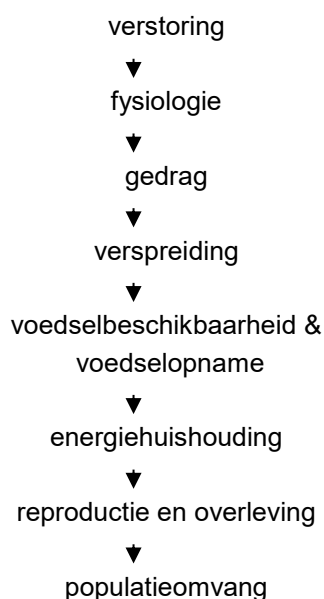 verstoring
fysiologie
gedrag
verspreiding
voedselbeschikbaarheid &
voedselopname
energiehuishouding
reproductie en overleving
populatieomvang